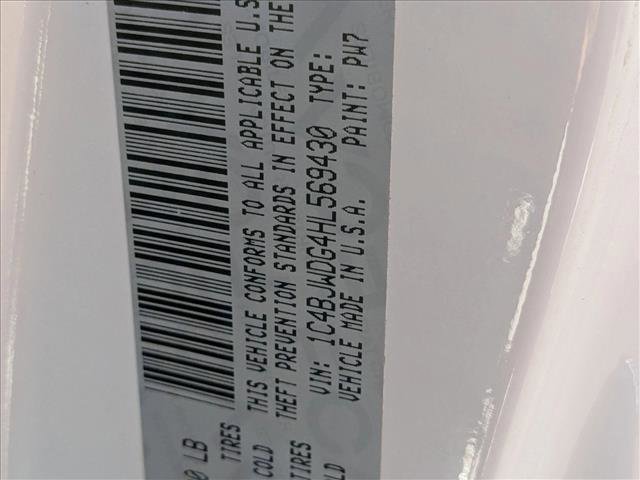 0 LB
TIRES
COLD
TIRES
LD
THIS VEHICLE CONFORMS TO ALL APPLICABLE U.S
THEFT PREVENTION STANDARDS IN EFFECT ON THE
VIN: 1C4BJWDG4HL569430 TYPE:
VEHICLE MADE IN U.S.A. PAINT: PW7